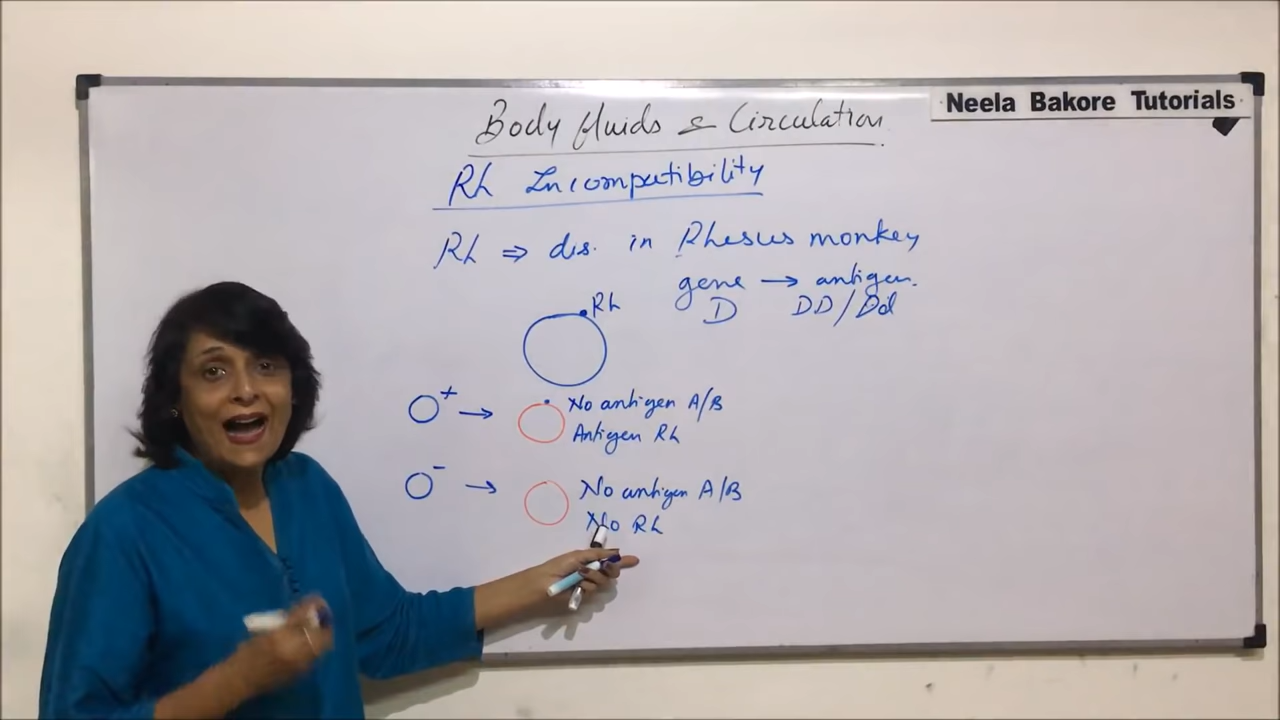 Neela Bakore Tutorials
Body fluids & Circulation
Rh Incompatibility
Rh ⇒ dis. in Rhesus monkey
gene → antigen.
D DD/Dd
Rh
O+ → No antigen A/B
Antigen Rh
O- → No antigen A/B
No Rh